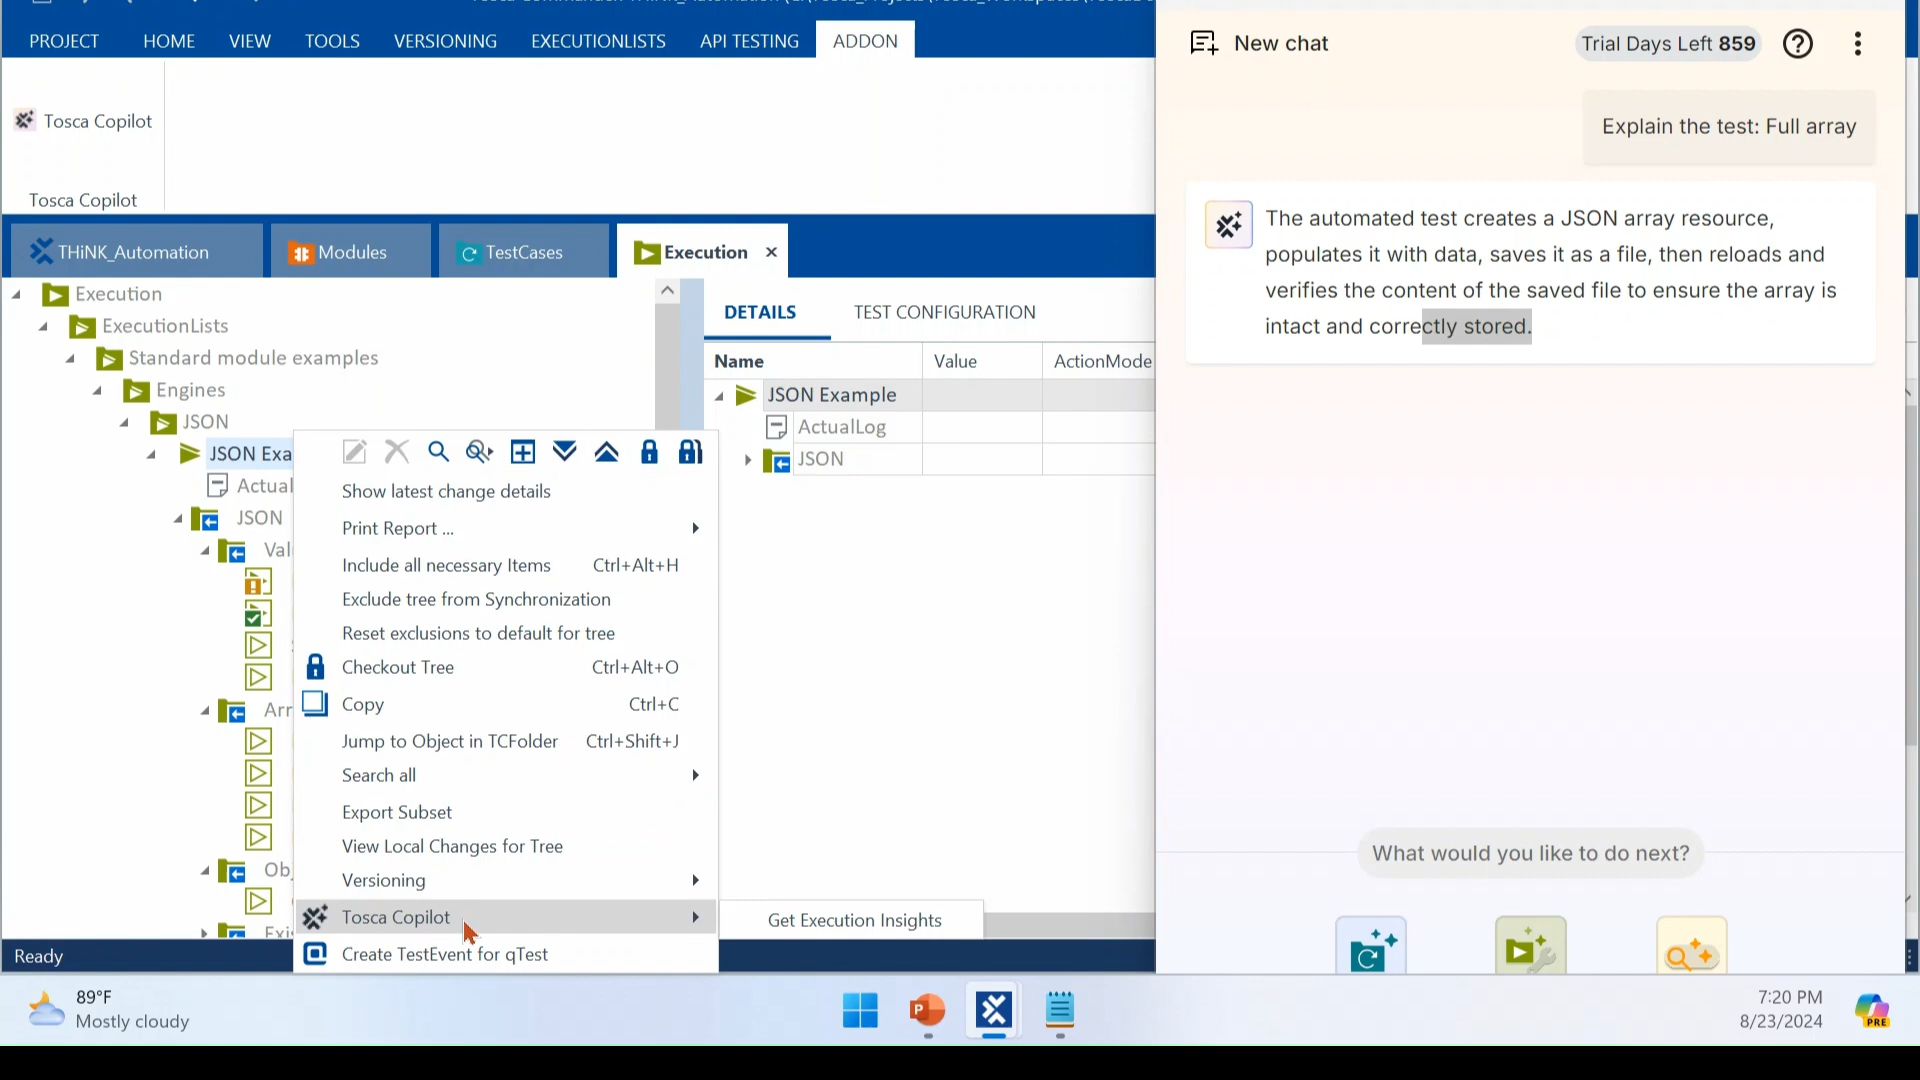 PROJECT HOME VIEW TOOLS VERSIONING EXECUTIONLISTS API TESTING ADDON
Tosca Copilot
Tosca Copilot
THiNK_Automation
Modules
TestCases
Execution
Execution
ExecutionLists
Standard module examples
Engines
JSON
JSON Exa
Actual
JSON
Val
Arr
Obj
Exi
Show latest change details
Print Report ...
Include all necessary Items Ctrl+Alt+H
Exclude tree from Synchronization
Reset exclusions to default for tree
Checkout Tree Ctrl+Alt+O
Copy Ctrl+C
Jump to Object in TCFolder Ctrl+Shift+J
Search all
Export Subset
View Local Changes for Tree
Versioning
Tosca Copilot
Create TestEvent for qTest
Get Execution Insights
DETAILS TEST CONFIGURATION
Name Value ActionMode
JSON Example
ActualLog
JSON
New chat
Trial Days Left 859
Explain the test: Full array
The automated test creates a JSON array resource,
populates it with data, saves it as a file, then reloads and
verifies the content of the saved file to ensure the array is
intact and correctly stored.
What would you like to do next?
Ready
89°F
Mostly cloudy
7:20 PM
8/23/2024
PRE